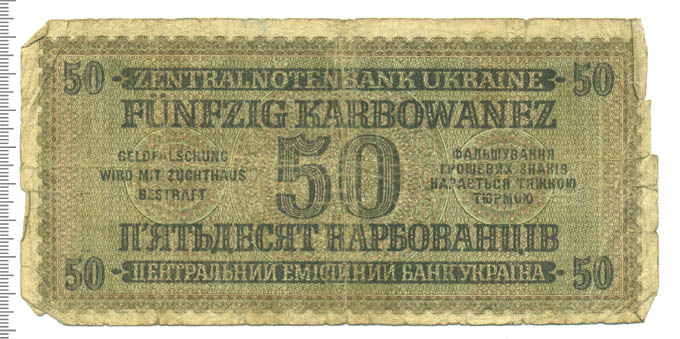 50 ZENTRALNOTENBANK UKRAINE 50
FÜNFZIG KARBOWANEZ
50
GELDFÄLSCHUNG
WIRD MIT ZUCHTHAUS
BESTRAFT
ФАЛЬШУВАННЯ
ГРОШЕВИХ ЗНАКІВ
КАРАЄТЬСЯ ТЯЖКОЮ
ТЮРМОЮ
П'ЯТЬДЕСЯТ КАРБОВАНЦІВ
50 ЦЕНТРАЛЬНИЙ ЕМІСІЙНИЙ БАНК УКРАЇНА 50